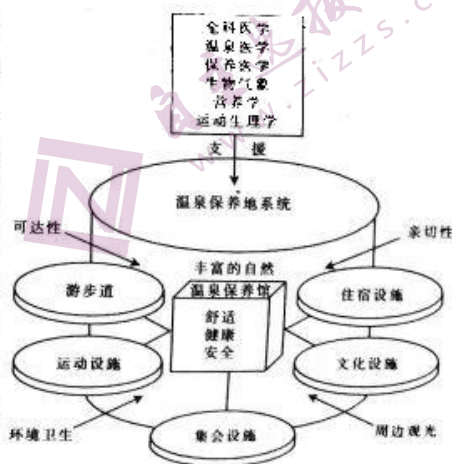 全科医学
温泉医学
保养医学
生物气象
营养学
运动生理学
支 援
温泉保养地系统
可达性
亲切性
丰富的自然
游步道
温泉保养馆
住宿设施
舒适
健康
安全
运动设施
文化设施
环境卫生
集会设施
周边观光
www.zizzs.c